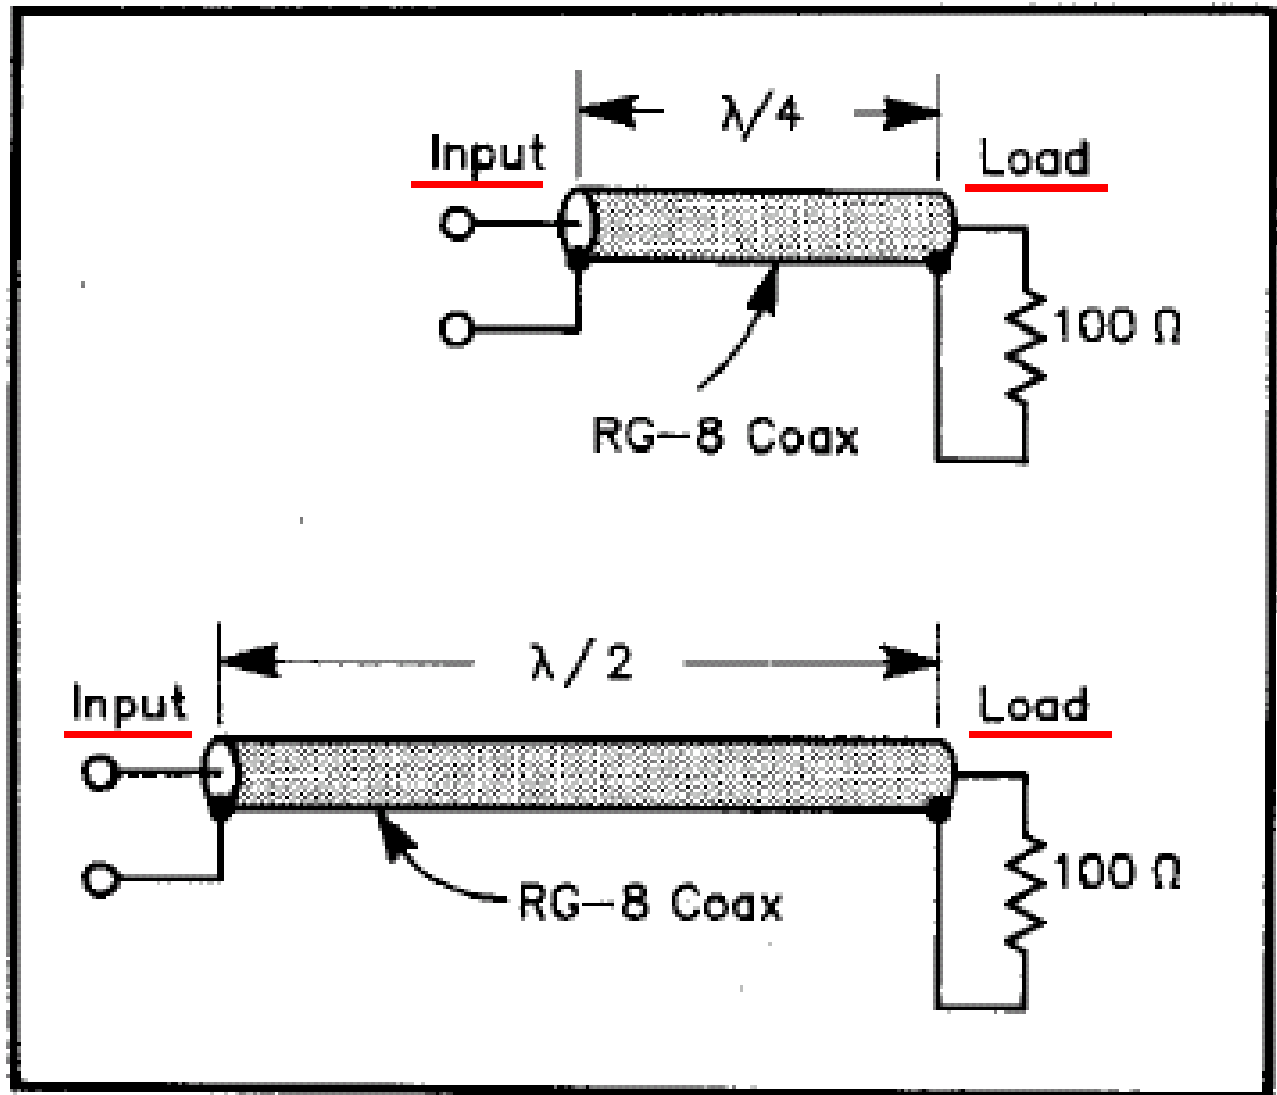 λ/4
Input
Load
100 Ω
RG-8 Coax
λ/2
Input
Load
100 Ω
RG-8 Coax